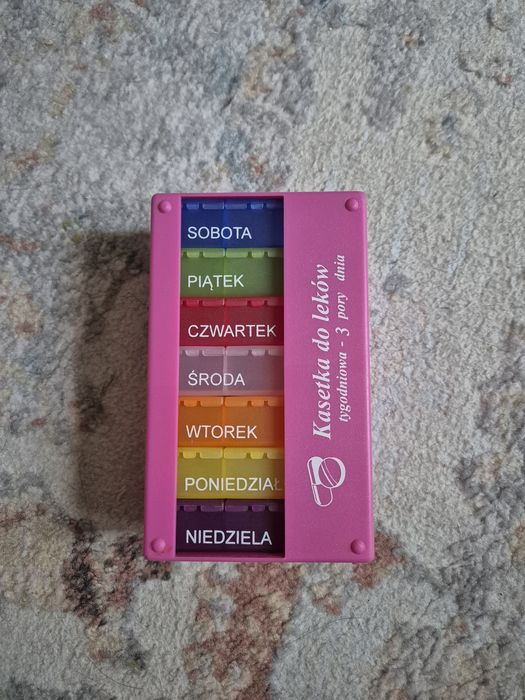 SOBOTA
PIĄTEK
CZWARTEK
ŚRODA
WTOREK
PONIEDZIAŁ
NIEDZIELA
Kasetka do leków
tygodniowa - 3 pory dnia